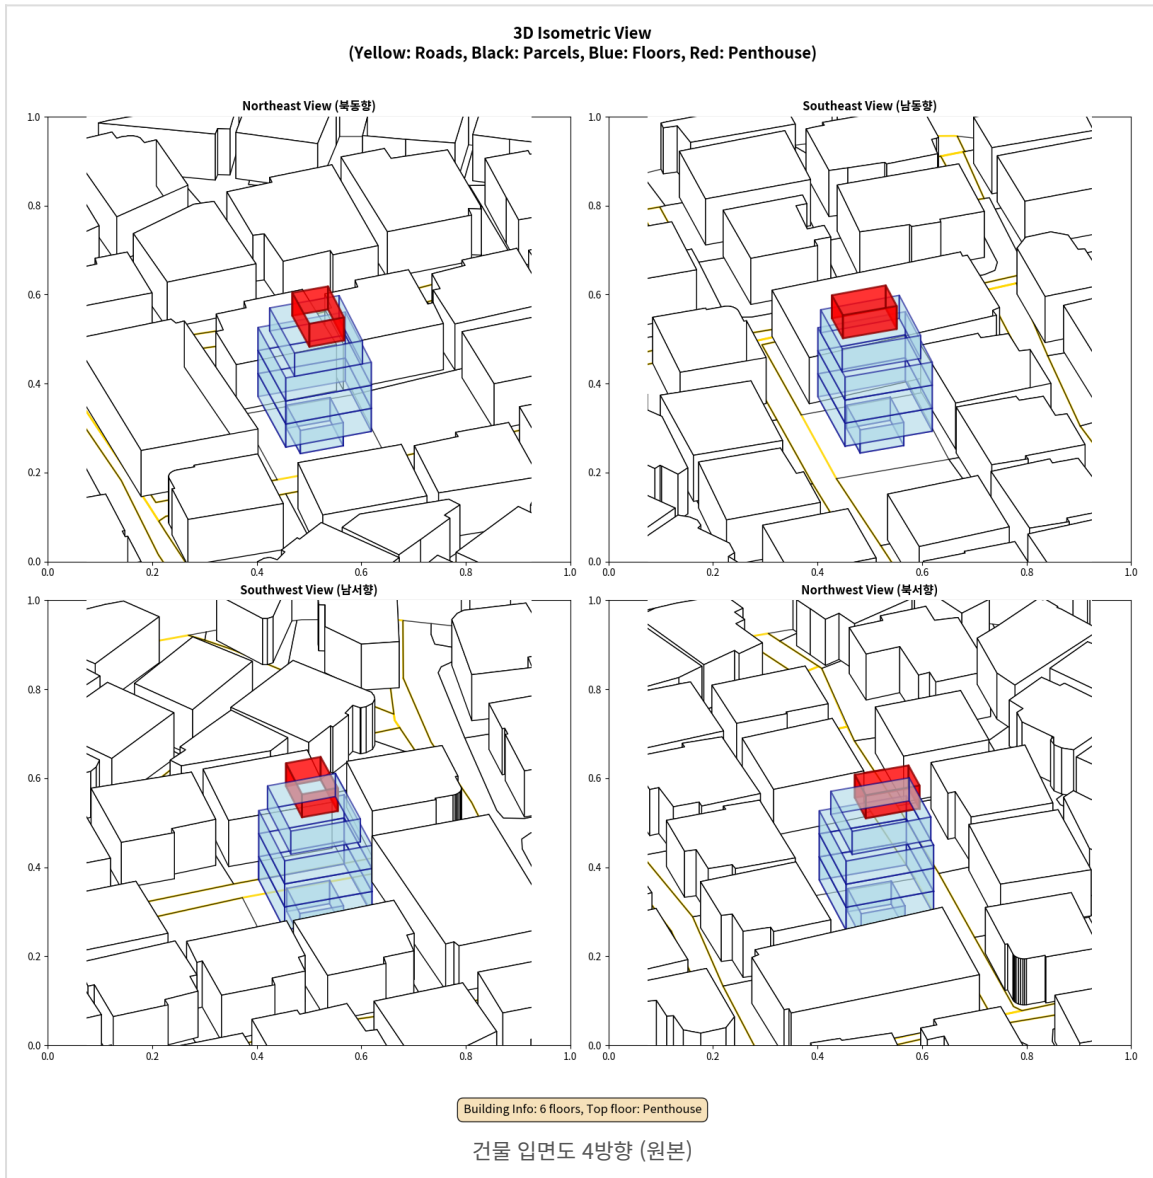 3D Isometric View
(Yellow: Roads, Black: Parcels, Blue: Floors, Red: Penthouse)
Northeast View (북동향)
1.0
0.8
0.6
0.4
0.2
0.0
0.0 0.2 0.4 0.6 0.8 1.0
Southeast View (남동향)
1.0
0.8
0.6
0.4
0.2
0.0
0.0 0.2 0.4 0.6 0.8 1.0
Southwest View (남서향)
1.0
0.8
0.6
0.4
0.2
0.0
0.0 0.2 0.4 0.6 0.8 1.0
Northwest View (북서향)
1.0
0.8
0.6
0.4
0.2
0.0
0.0 0.2 0.4 0.6 0.8 1.0
Building Info: 6 floors, Top floor: Penthouse
건물 입면도 4방향 (원본)